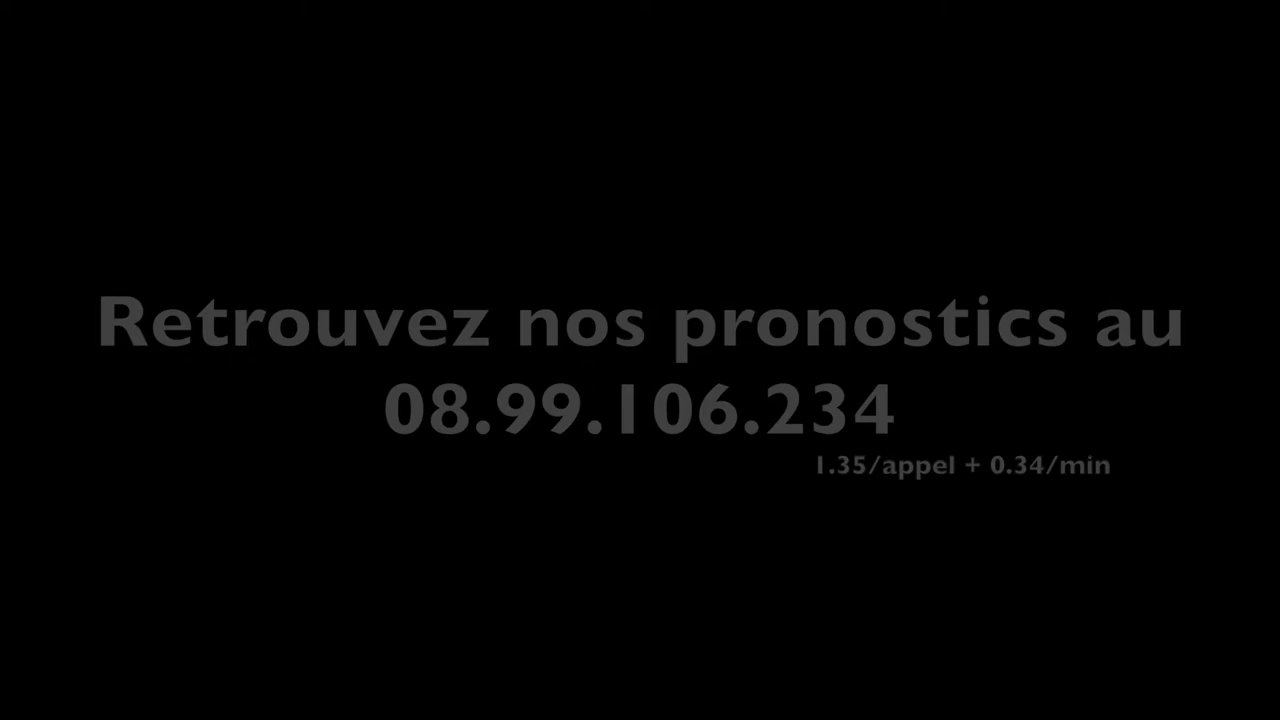 Retrouvez nos pronostics au
08.99.106.234
1.35/appel + 0.34/min